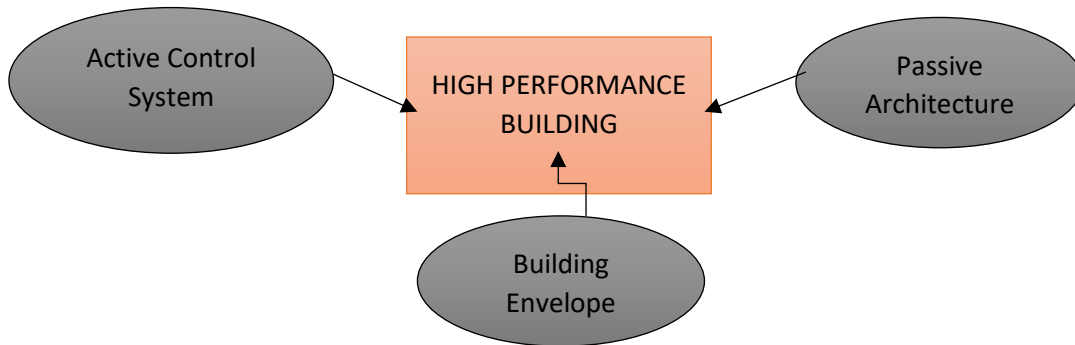 Active Control
System
HIGH PERFORMANCE
BUILDING
Passive
Architecture
Building
Envelope